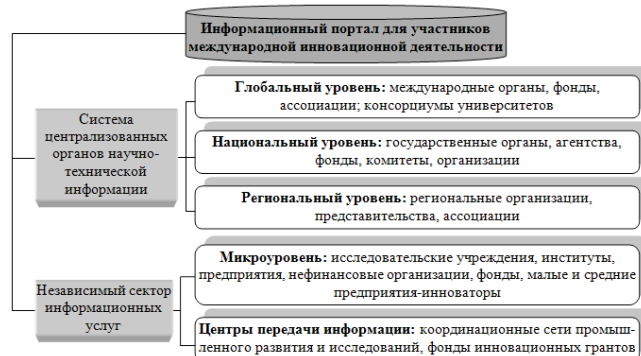 Информационный портал для участников
международной инновационной деятельности
Система
централизованных
органов научно-
технической
информации
Глобальный уровень: международные органы, фонды,
ассоциации; консорциумы университетов
Национальный уровень: государственные органы, агентства,
фонды, комитеты, организации
Региональный уровень: региональные организации,
представительства, ассоциации
Независимый сектор
информационных
услуг
Микроуровень: исследовательские учреждения, институты,
предприятия, нефинансовые организации, фонды, малые и средние
предприятия-инноваторы
Центры передачи информации: координационные сети промыш-
ленного развития и исследований, фонды инновационных грантов